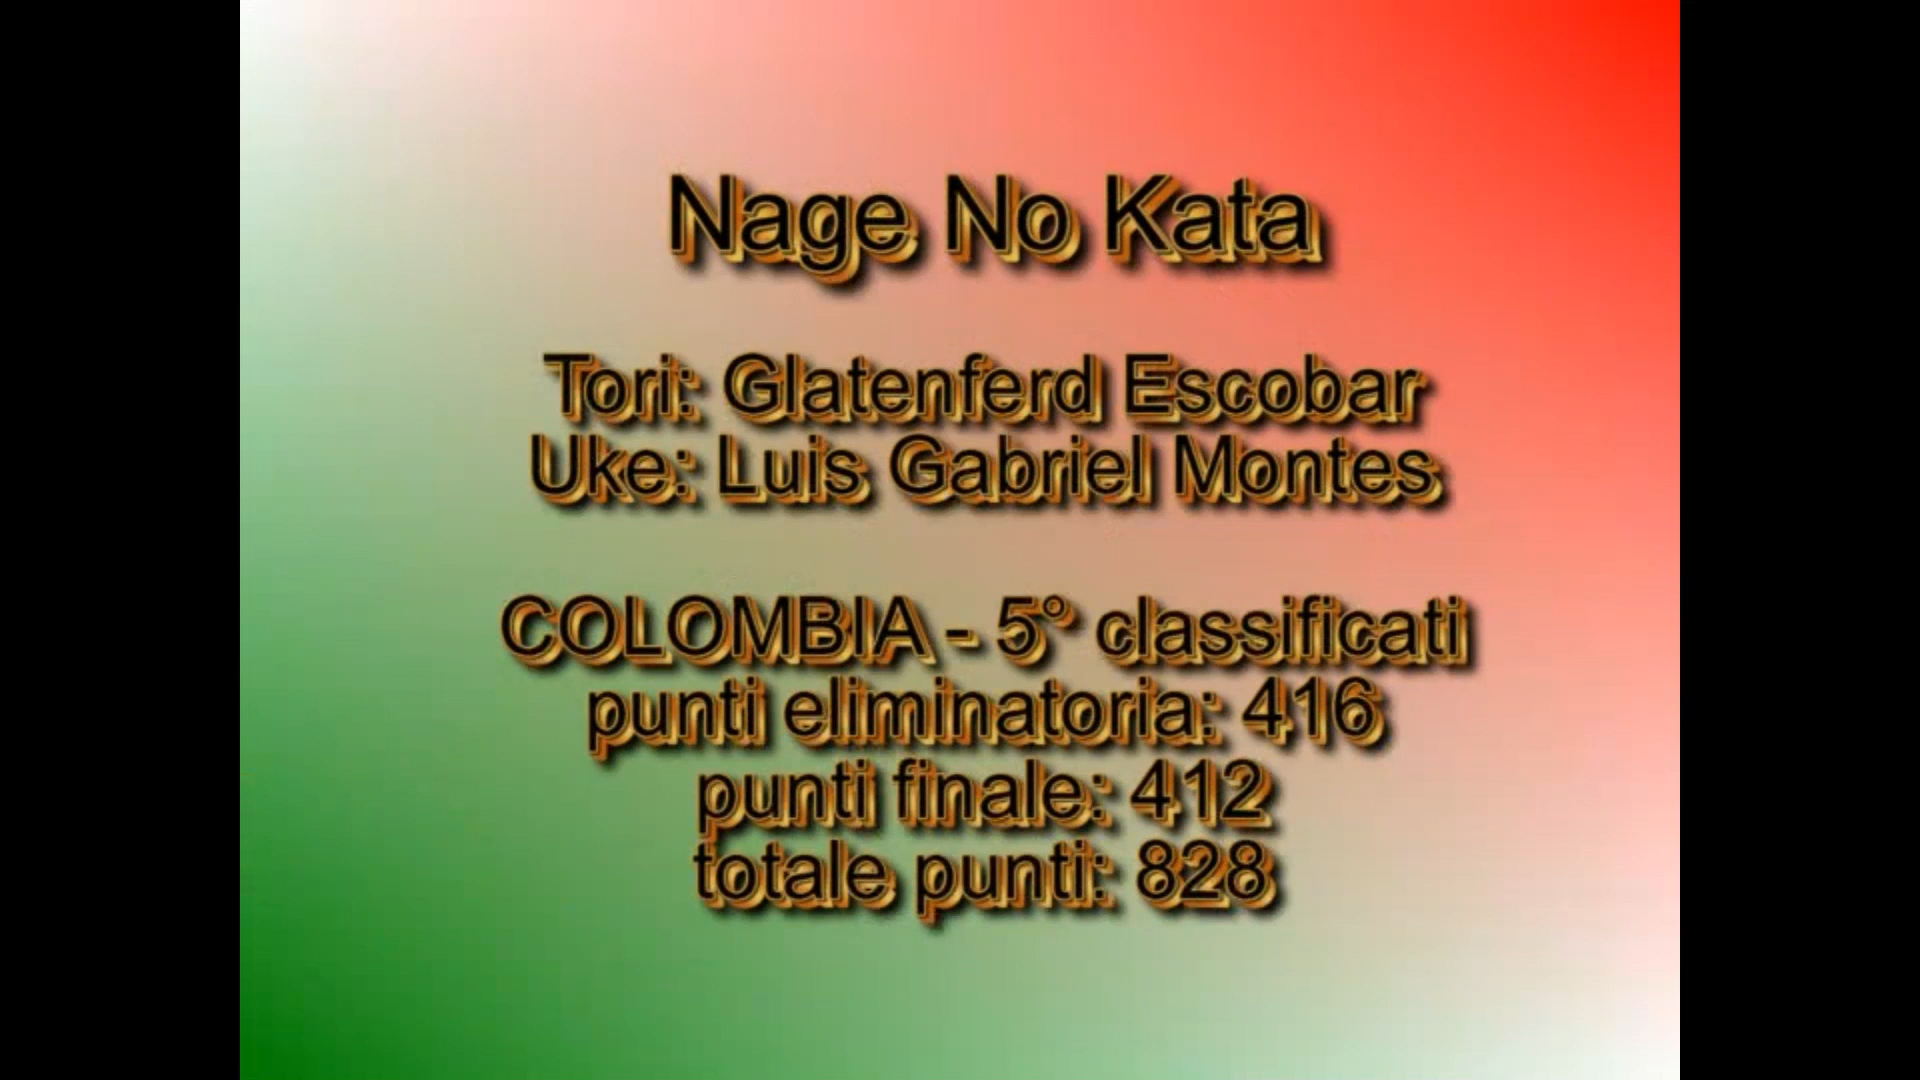 Nage No Kata
Tori: Glatenferd Escobar
Uke: Luis Gabriel Montes
COLOMBIA - 5° classificati
punti eliminatoria: 416
punti finale: 412
totale punti: 828